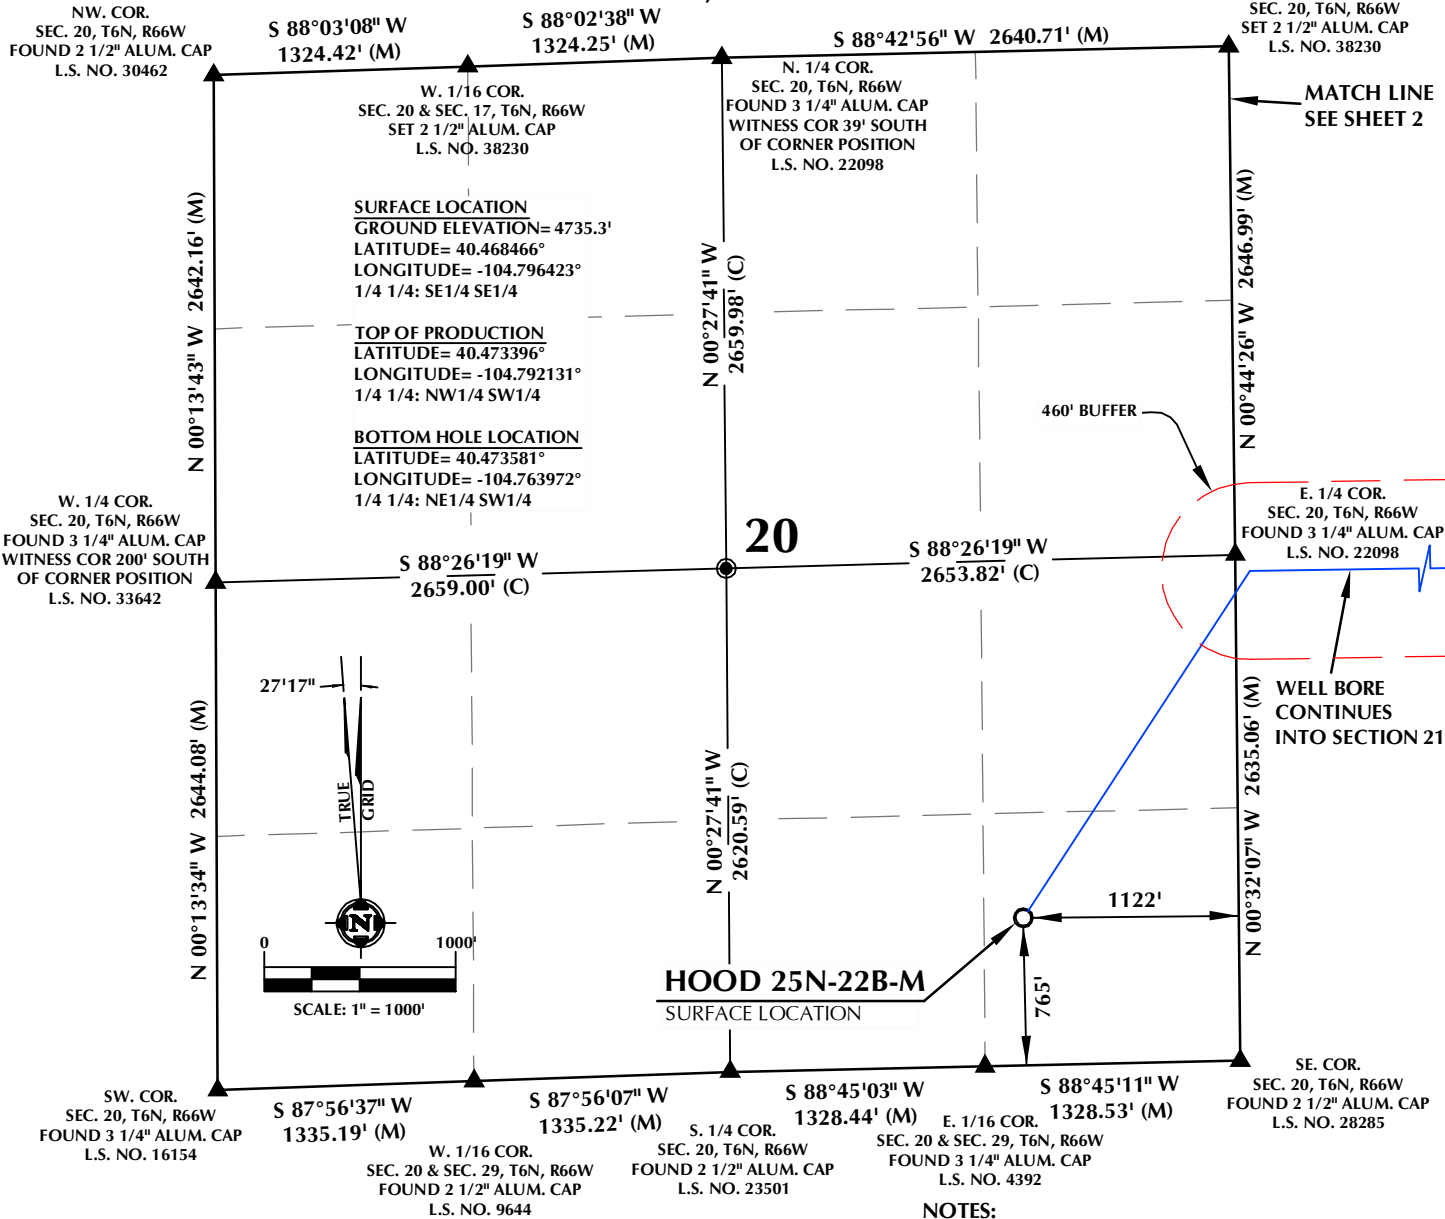 NW. COR.
SEC. 20, T6N, R66W
FOUND 2 1/2" ALUM. CAP
L.S. NO. 30462
S 88°03'08" W
1324.42' (M)
S 88°02'38" W
1324.25' (M)
S 88°42'56" W 2640.71' (M)
SEC. 20, T6N, R66W
SET 2 1/2" ALUM. CAP
L.S. NO. 38230
MATCH LINE
SEE SHEET 2
W. 1/16 COR.
SEC. 20 & SEC. 17, T6N, R66W
SET 2 1/2" ALUM. CAP
L.S. NO. 38230
N. 1/4 COR.
SEC. 20, T6N, R66W
FOUND 3 1/4" ALUM. CAP
WITNESS COR 39' SOUTH
OF CORNER POSITION
L.S. NO. 22098
SURFACE LOCATION
GROUND ELEVATION= 4735.3'
LATITUDE= 40.468466°
LONGITUDE= -104.796423°
1/4 1/4: SE1/4 SE1/4
TOP OF PRODUCTION
LATITUDE= 40.473396°
LONGITUDE= -104.792131°
1/4 1/4: NW1/4 SW1/4
BOTTOM HOLE LOCATION
LATITUDE= 40.473581°
LONGITUDE= -104.763972°
1/4 1/4: NE1/4 SW1/4
N 00°13'43" W 2642.16' (M)
N 00°27'41" W
2659.98' (C)
N 00°44'26" W 2646.99' (M)
460' BUFFER
W. 1/4 COR.
SEC. 20, T6N, R66W
FOUND 3 1/4" ALUM. CAP
WITNESS COR 200' SOUTH
OF CORNER POSITION
L.S. NO. 33642
S 88°26'19" W
2659.00' (C)
20
S 88°26'19" W
2653.82' (C)
E. 1/4 COR.
SEC. 20, T6N, R66W
FOUND 3 1/4" ALUM. CAP
L.S. NO. 22098
WELL BORE
CONTINUES
INTO SECTION 21
27'17"
TRUE
GRID
N
0 1000'
SCALE: 1" = 1000'
N 00°13'34" W 2644.08' (M)
N 00°27'41" W
2620.59' (C)
N 00°32'07" W 2635.06' (M)
1122'
765'
HOOD 25N-22B-M
SURFACE LOCATION
SW. COR.
SEC. 20, T6N, R66W
FOUND 3 1/4" ALUM. CAP
L.S. NO. 16154
S 87°56'37" W
1335.19' (M)
W. 1/16 COR.
SEC. 20 & SEC. 29, T6N, R66W
FOUND 2 1/2" ALUM. CAP
L.S. NO. 9644
S 87°56'07" W
1335.22' (M)
S. 1/4 COR.
SEC. 20, T6N, R66W
FOUND 2 1/2" ALUM. CAP
L.S. NO. 23501
S 88°45'03" W
1328.44' (M)
E. 1/16 COR.
SEC. 20 & SEC. 29, T6N, R66W
FOUND 3 1/4" ALUM. CAP
L.S. NO. 4392
S 88°45'11" W
1328.53' (M)
SE. COR.
SEC. 20, T6N, R66W
FOUND 2 1/2" ALUM. CAP
L.S. NO. 28285
NOTES: